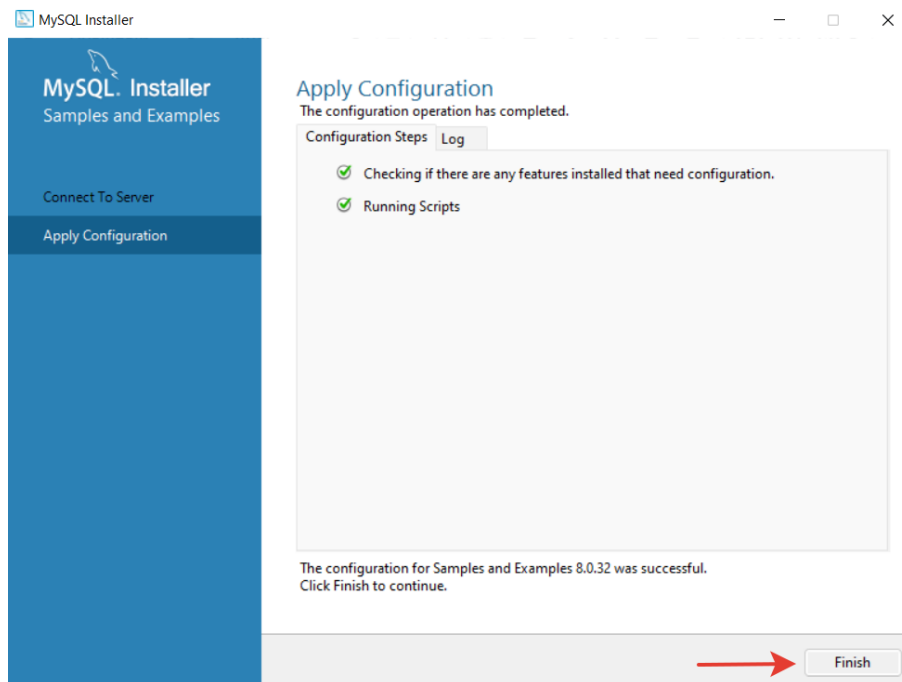 MySQL Installer
MySQL. Installer
Samples and Examples
Connect To Server
Apply Configuration
Apply Configuration
The configuration operation has completed.
Configuration Steps
Log
Checking if there are any features installed that need configuration.
Running Scripts
The configuration for Samples and Examples 8.0.32 was successful.
Click Finish to continue.
Finish